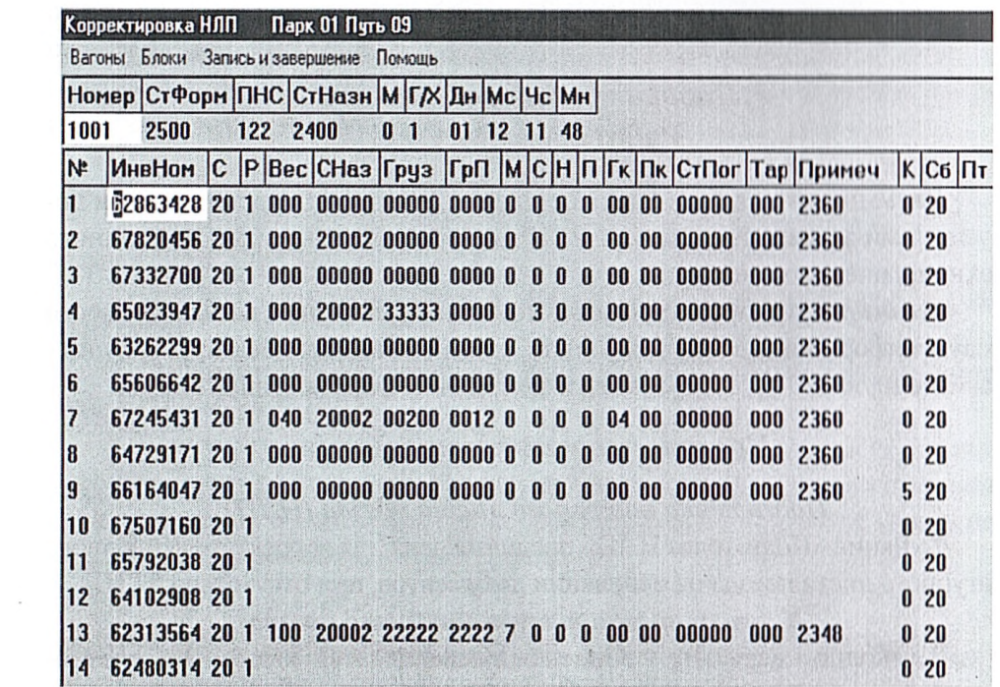 Корректировка НЛП Парк 01 Путь 09
Вагоны Блоки Запись и завершение Помощь
Номер СтФорм ПНС СтНазн М Г/Х Дн Мс Чс Мн
1001 2500 122 2400 0 1 01 12 11 48
№ ИнвНом С Р Вес СНаз Груз ГрП М С Н П Гк Пк СтПог Тар Примеч К Сб Пт
1 62863428 20 1 000 00000 00000 0000 0 0 0 0 00 00 00000 000 2360 0 20
2 67820456 20 1 000 20002 00000 0000 0 0 0 0 00 00 00000 000 2360 0 20
3 67332700 20 1 000 00000 00000 0000 0 0 0 0 00 00 00000 000 2360 0 20
4 65023947 20 1 000 20002 33333 0000 0 3 0 0 00 00 00000 000 2360 0 20
5 63262299 20 1 000 00000 00000 0000 0 0 0 0 00 00 00000 000 2360 0 20
6 65606642 20 1 000 00000 00000 0000 0 0 0 0 00 00 00000 000 2360 0 20
7 67245431 20 1 040 20002 00200 0012 0 0 0 0 04 00 00000 000 2360 0 20
8 64729171 20 1 000 00000 00000 0000 0 0 0 0 00 00 00000 000 2360 0 20
9 66164047 20 1 000 00000 00000 0000 0 0 0 0 00 00 00000 000 2360 5 20
10 67507160 20 1 0 20
11 65792038 20 1 0 20
12 64102908 20 1 0 20
13 62313564 20 1 100 20002 22222 2222 7 0 0 0 00 00 00000 000 2348 0 20
14 62480314 20 1 0 20